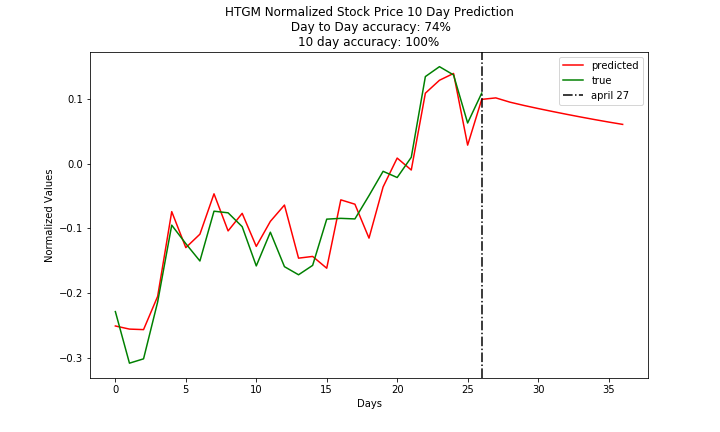 HTGM Normalized Stock Price 10 Day Prediction
Day to Day accuracy: 74%
10 day accuracy: 100%
predicted
true
april 27
Normalized Values
0.1
0.0
−0.1
−0.2
−0.3
0 5 10 15 20 25 30 35
Days